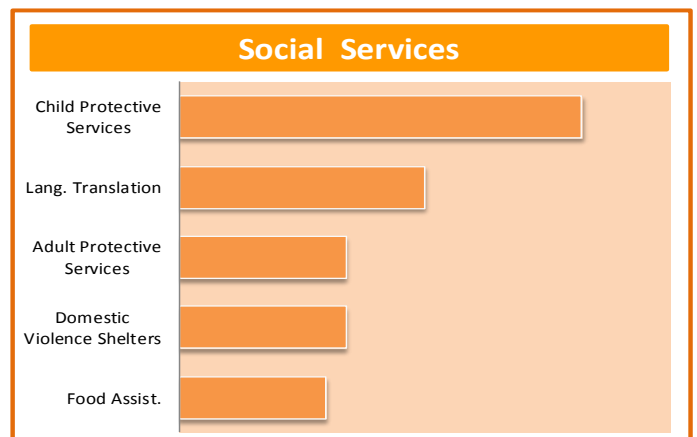 Social Services
Child Protective
Services
Lang. Translation
Adult Protective
Services
Domestic
Violence Shelters
Food Assist.